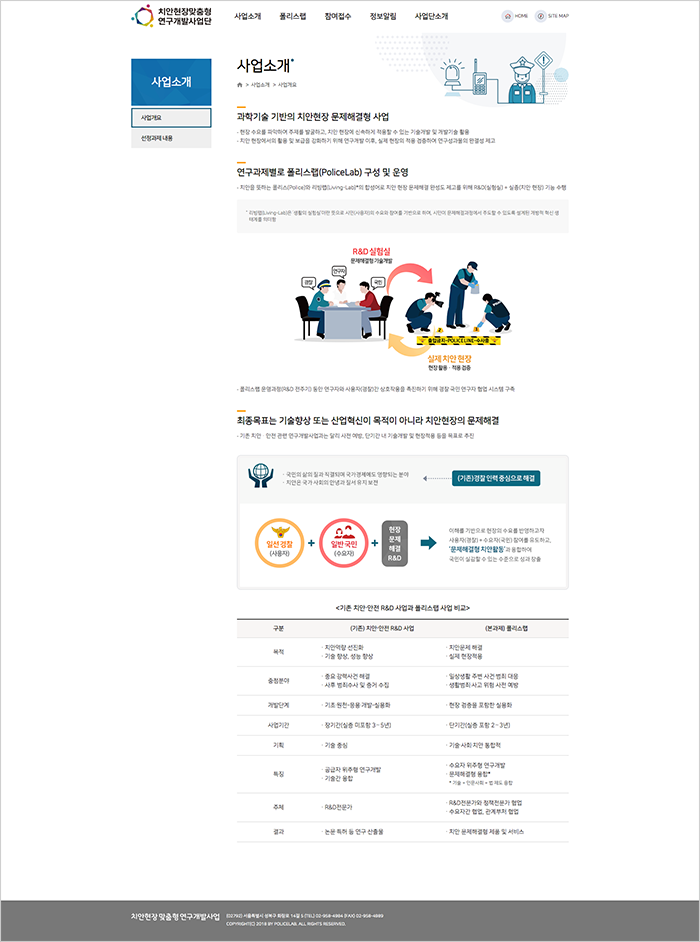 치안현장맞춤형
연구개발사업단
사업소개 폴리스랩 참여접수 정보알림 사업단소개
HOME SITE MAP
사업소개
사업개요
선정과제 내용
사업소개
> 사업소개 > 사업개요
과학기술 기반의 치안현장 문제해결형 사업
- 현장 수요를 파악하여 주제를 발굴하고, 치안 현장에 신속하게 적용할 수 있는 기술개발 및 개발기술 활용
- 치안 현장에서의 활용 및 보급을 강화하기 위해 연구개발 이후, 실제 현장의 적용 검증하여 연구성과물의 완결성 제고
연구과제별로 폴리스랩(PoliceLab) 구성 및 운영
- 치안을 뜻하는 폴리스(Police)와 리빙랩(Living-Lab)*의 합성어로 치안 현장 문제해결 완성도 제고를 위해 R&D(실험실) + 실증(치안 현장) 기능 수행
* 리빙랩(Living-Lab)은 '생활의 실험실'이란 뜻으로 시민(사용자)의 수요와 참여를 기반으로 하여, 시민이 문제해결과정에서 주도할 수 있도록 설계된 개방적 혁신 생
태계를 의미함
R&D 실험실
문제해결형 기술개발
경찰
연구자
국민
출입금지-POLICE LINE-수사중
실제 치안 현장
현장 활용 · 적용 검증
- 폴리스랩 운영과정(R&D 전주기) 동안 연구자와 사용자(경찰)간 상호작용을 촉진하기 위해 경찰·국민·연구자 협업 시스템 구축
최종목표는 기술향상 또는 산업혁신이 목적이 아니라 치안현장의 문제해결
- 기존 치안 · 안전 관련 연구개발사업과는 달리 사전 예방, 단기간 내 기술개발 및 현장적용 등을 목표로 추진
· 국민의 삶의 질과 직결되며 국가경제에도 영향되는 분야
· 치안은 국가·사회의 안녕과 질서 유지·보전
(기존)경찰 인력 중심으로 해결
일선 경찰
(사용자)
+
일반 국민
(수요자)
+
현장
문제
해결
R&D
이해를 기반으로 현장의 수요를 반영하고자
사용자(경찰) + 수요자(국민) 참여를 유도하고,
'문제해결형 치안활동'과 융합하여
국민이 실감할 수 있는 수준으로 성과 창출
<기존 치안·안전 R&D 사업과 폴리스랩 사업 비교>
구분 (기존) 치안·안전 R&D 사업 (본과제) 폴리스랩
목적
· 치안역량 선진화
· 기술 향상, 성능 향상
· 치안문제 해결
· 실제 현장적용
중점분야
· 중요 강력사건 해결
· 사후 범죄수사 및 증거 수집
· 일상생활 주변 사건 범죄 대응
· 생활범죄 사고 위험 사전 예방
개발단계 · 기초·원천-응용·개발-실용화 · 현장 검증을 포함한 실용화
사업기간 · 장기간(실증 미포함 3 - 5년) · 단기간(실증 포함 2 - 3년)
기획 · 기술 중심 · 기술·사회·치안 통합적
특징
· 공급자 위주형 연구개발
· 기술간 융합
· 수요자 위주형 연구개발
· 문제해결형 융합*
* 기술 + 인문사회 + 법·제도 융합
주체 · R&D전문가
· R&D전문가와 정책전문가 협업
· 수요자간 협업, 관계부처 협업
결과 · 논문·특허 등 연구 산출물 · 치안 문제해결형 제품 및 서비스
치안현장 맞춤형 연구개발사업 (02792) 서울특별시 성북구 화랑로 14길 5 (TEL) 02-958-4984 (FAX) 02-958-4989
COPYRIGHT(C) 2018 BY POLICELAB. ALL RIGHTS RESERVED.